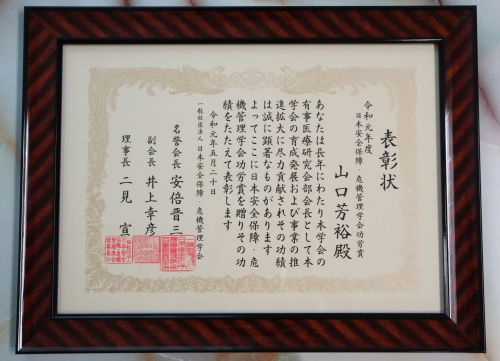 表彰状
令和元年度
日本安全保障・危機管理学会功労賞
山口芳裕殿
あなたは長年にわたり本学会の
有事医療研究会部会長として本
学会の育成発展および事業の推
進拡大に尽力貢献されその功績
は誠に顕著なものがあります
よってここに日本安全保障・危
機管理学会功労賞を贈りその功
績をたたえて表彰します
令和元年五月二十日
一般社団法人 日本安全保障・危機管理学会
名誉会長 安倍晋三
副会長 井上幸彦
理事長 二見 宣